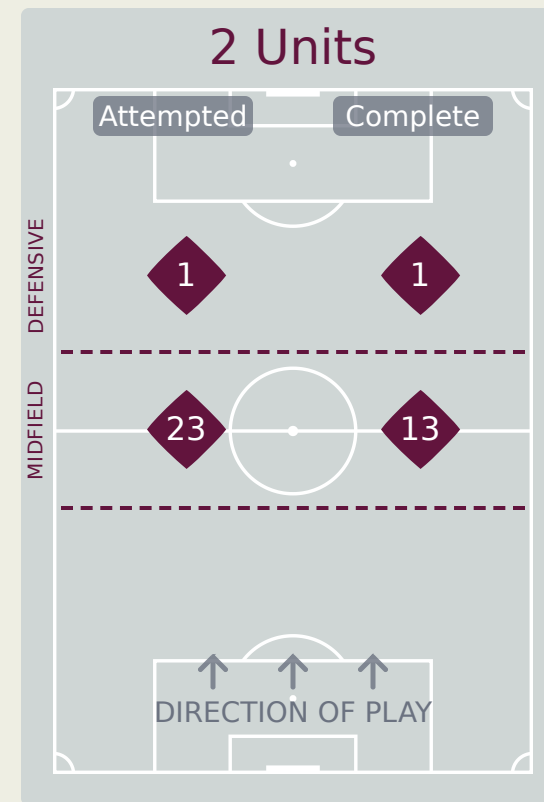 2 Units
Attempted Complete
DEFENSIVE
1 1
MIDFIELD
23 13
DIRECTION OF PLAY